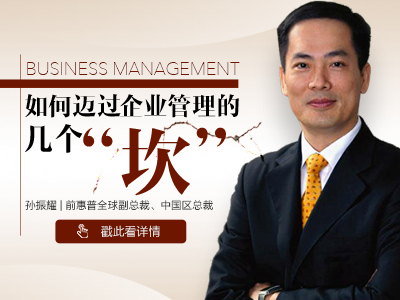 BUSINESS MANAGEMENT
如何迈过企业管理的
几个“坎”
孙振耀 | 前惠普全球副总裁、中国区总裁
戳此看详情